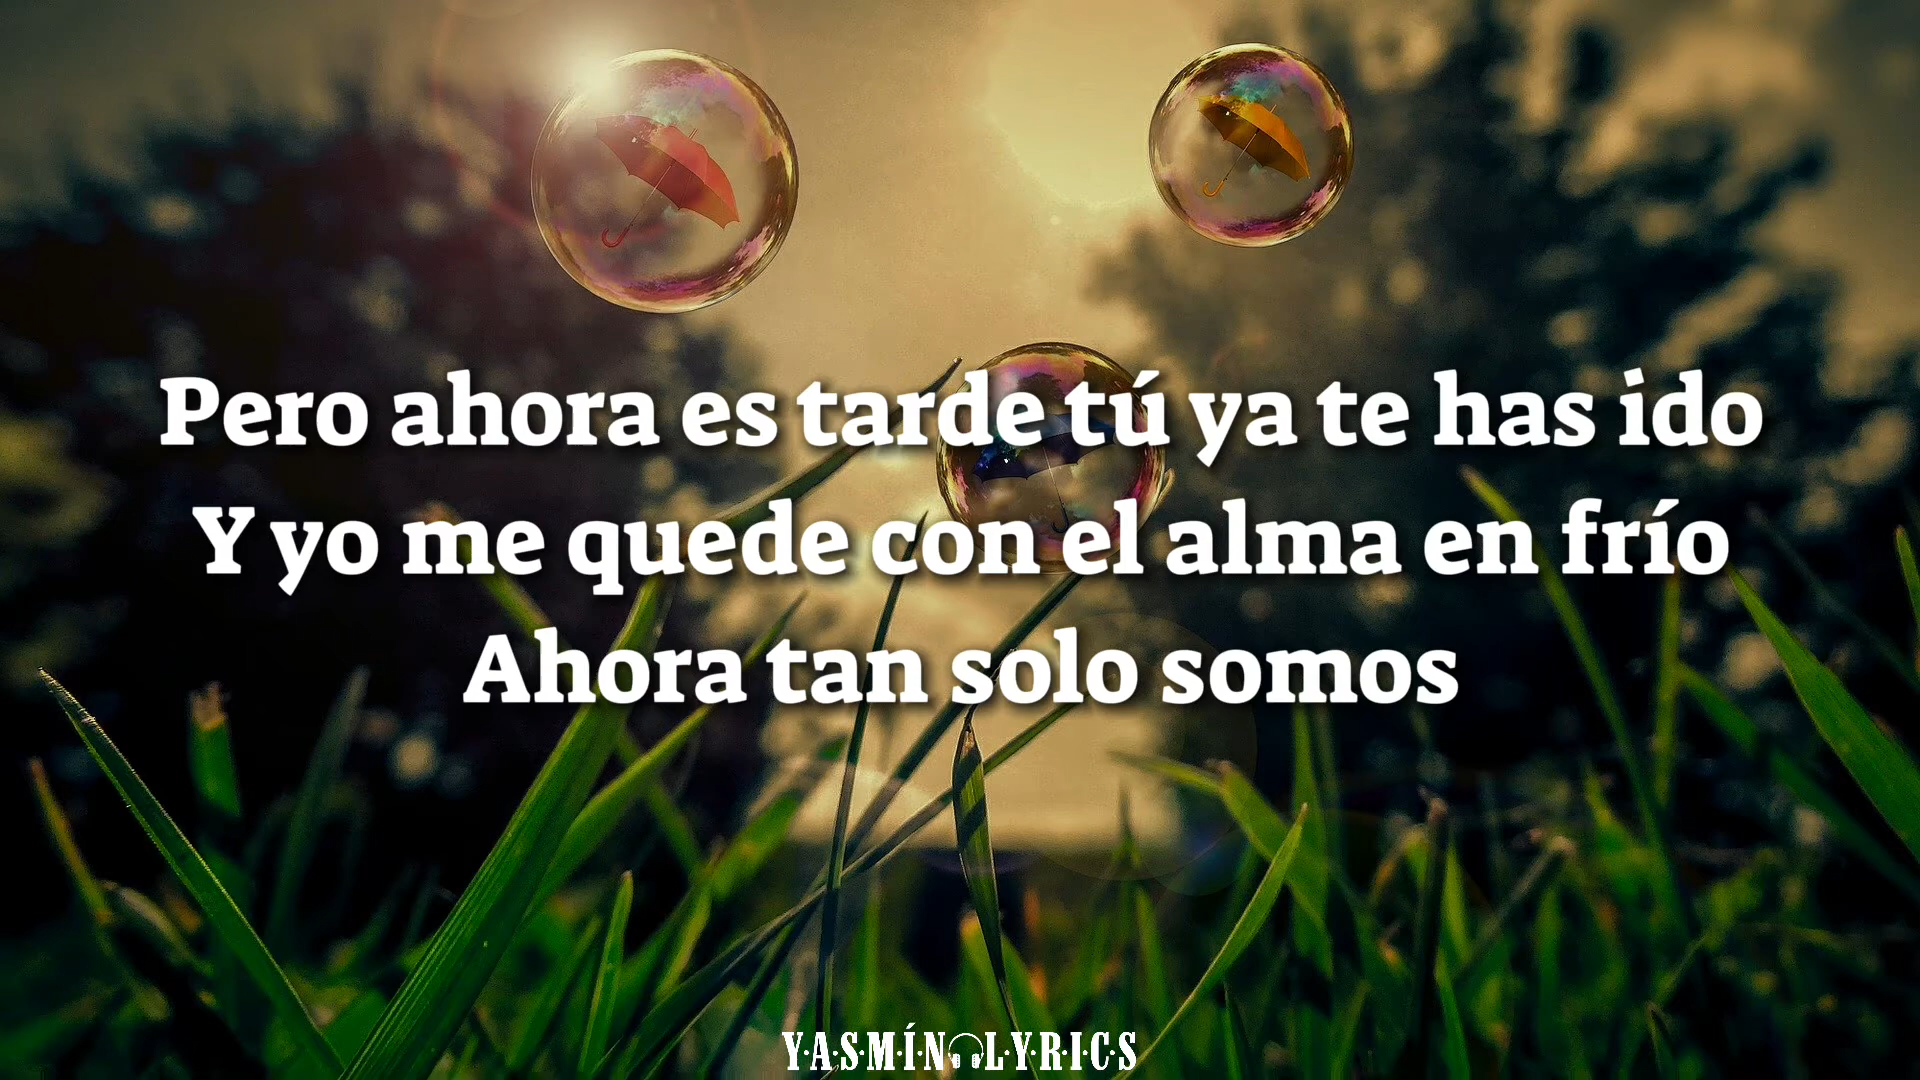 Pero ahora es tarde tú ya te has ido
Y yo me quede con el alma en frío
Ahora tan solo somos
YASMÍN LYRICS